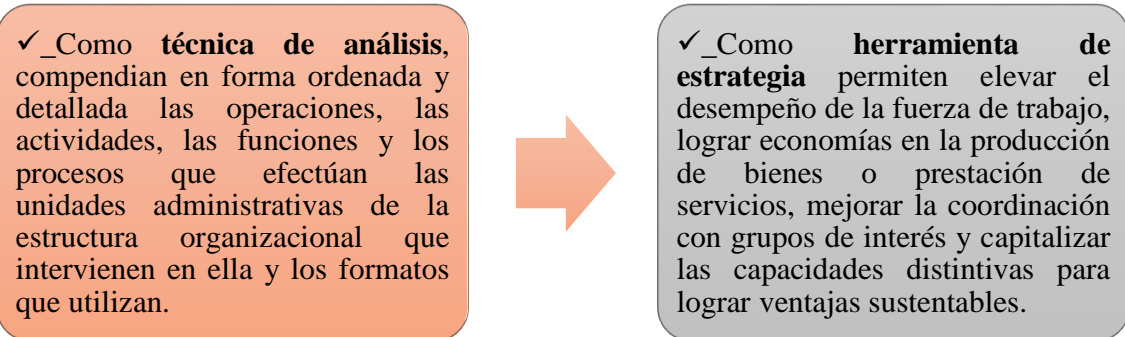 ✓_Como técnica de análisis,
compendian en forma ordenada y
detallada las operaciones, las
actividades, las funciones y los
procesos que efectúan las
unidades administrativas de la
estructura organizacional que
intervienen en ella y los formatos
que utilizan.
✓_Como herramienta de
estrategia permiten elevar el
desempeño de la fuerza de trabajo,
lograr economías en la producción
de bienes o prestación de
servicios, mejorar la coordinación
con grupos de interés y capitalizar
las capacidades distintivas para
lograr ventajas sustentables.